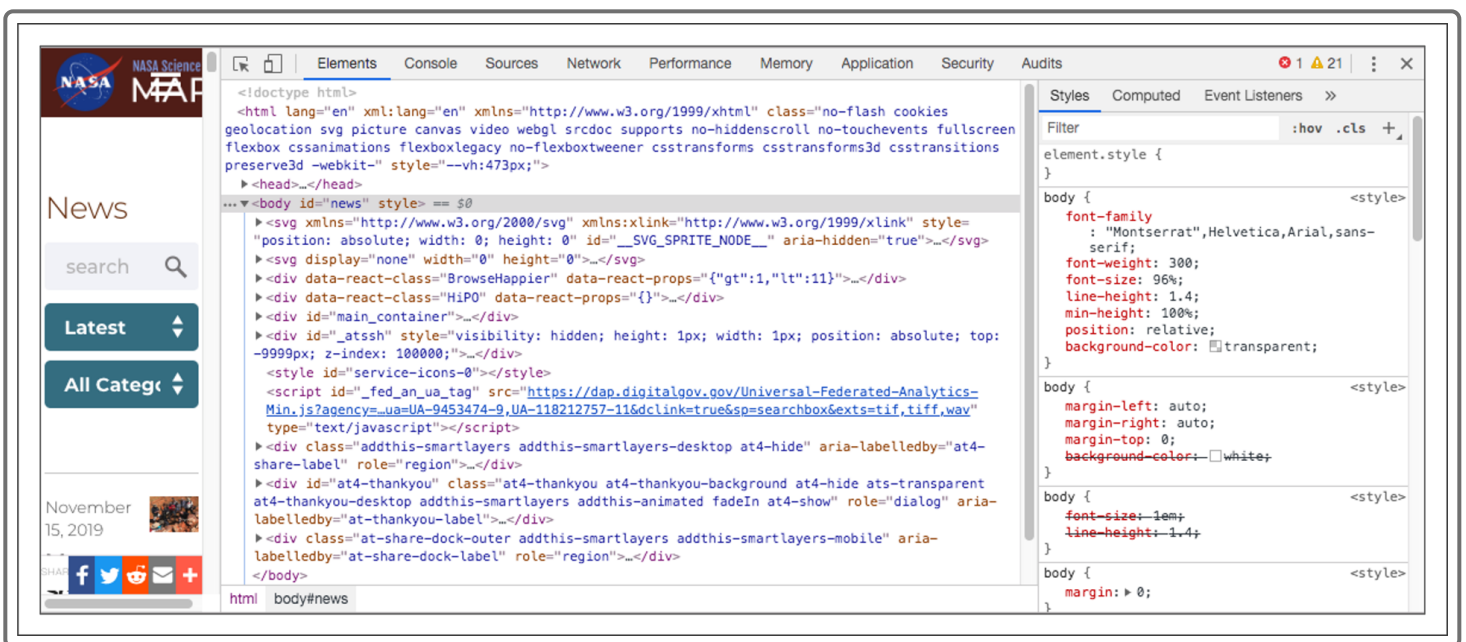 NASA
NASA Science
News
search
Latest
All Catego
November
15, 2019
f
+
Elements Console Sources Network Performance Memory Application Security Audits 1 21
<!doctype html>
<html lang="en" xml:lang="en" xmlns="http://www.w3.org/1999/xhtml" class="no-flash cookies
geolocation svg picture canvas video webgl srcdoc supports no-hiddenscroll no-touchevents fullscreen
flexbox cssanimations flexboxlegacy no-flexboxtweener csstransforms csstransforms3d csstransitions
preserve3d -webkit-" style="--vh:473px;">
▶<head>…</head>
…▼<body id="news" style> == $0
▶<svg xmlns="http://www.w3.org/2000/svg" xmlns:xlink="http://www.w3.org/1999/xlink" style=
"position: absolute; width: 0; height: 0" id="__SVG_SPRITE_NODE__" aria-hidden="true">…</svg>
▶<svg display="none" width="0" height="0">…</svg>
▶<div data-react-class="BrowseHappier" data-react-props="{"gt":1,"lt":11}">…</div>
▶<div data-react-class="HiPO" data-react-props="{}">…</div>
▶<div id="main_container">…</div>
▶<div id="_atssh" style="visibility: hidden; height: 1px; width: 1px; position: absolute; top:
-9999px; z-index: 100000;">…</div>
<style id="service-icons-0"></style>
<script id="_fed_an_ua_tag" src="https://dap.digitalgov.gov/Universal-Federated-Analytics-
Min.js?agency=…ua=UA-9453474-9,UA-118212757-11&dclink=true&sp=searchbox&exts=tif,tiff,wav"
type="text/javascript"></script>
▶<div class="addthis-smartlayers addthis-smartlayers-desktop at4-hide" aria-labelledby="at4-
share-label" role="region">…</div>
▶<div id="at4-thankyou" class="at4-thankyou at4-thankyou-background at4-hide ats-transparent
at4-thankyou-desktop addthis-smartlayers addthis-animated fadeIn at4-show" role="dialog" aria-
labelledby="at-thankyou-label">…</div>
▶<div class="at-share-dock-outer addthis-smartlayers addthis-smartlayers-mobile" aria-
labelledby="at-share-dock-label" role="region">…</div>
</body>
html body#news
Styles Computed Event Listeners »
Filter :hov .cls +
element.style {
}
body { <style>
font-family
: "Montserrat",Helvetica,Arial,sans-
serif;
font-weight: 300;
font-size: 96%;
line-height: 1.4;
min-height: 100%;
position: relative;
background-color: transparent;
}
body { <style>
margin-left: auto;
margin-right: auto;
margin-top: 0;
background-color: white;
}
body { <style>
font-size: 1em;
line-height: 1.4;
}
body { <style>
margin:▶ 0;
}